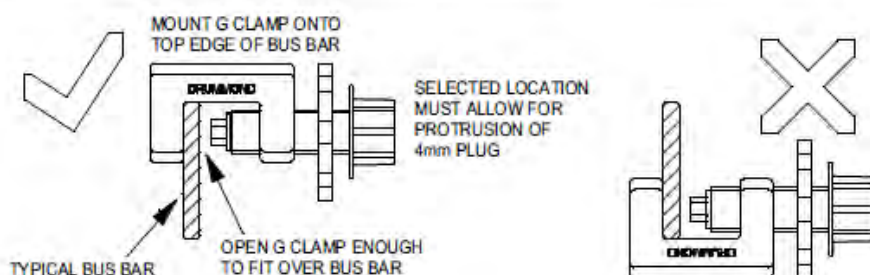 MOUNT G CLAMP ONTO
TOP EDGE OF BUS BAR
DRUMMOND
SELECTED LOCATION
MUST ALLOW FOR
PROTRUSION OF
4mm PLUG
OPEN G CLAMP ENOUGH
TO FIT OVER BUS BAR
TYPICAL BUS BAR
DRUMMOND